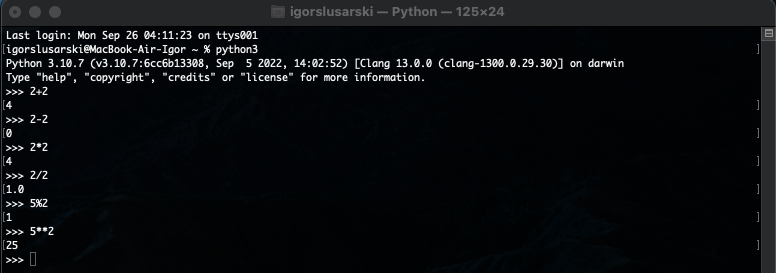 igorslusarski — Python — 125×24
Last login: Mon Sep 26 04:11:23 on ttys001
[igorslusarski@MacBook-Air-Igor ~ % python3 ]
Python 3.10.7 (v3.10.7:6cc6b13308, Sep  5 2022, 14:02:52) [Clang 13.0.0 (clang-1300.0.29.30)] on darwin
Type "help", "copyright", "credits" or "license" for more information.
>>> 2+2
[4 ]
>>> 2-2
[0 ]
>>> 2*2
[4 ]
>>> 2/2
[1.0 ]
>>> 5%2
[1 ]
>>> 5**2
[25 ]
>>>